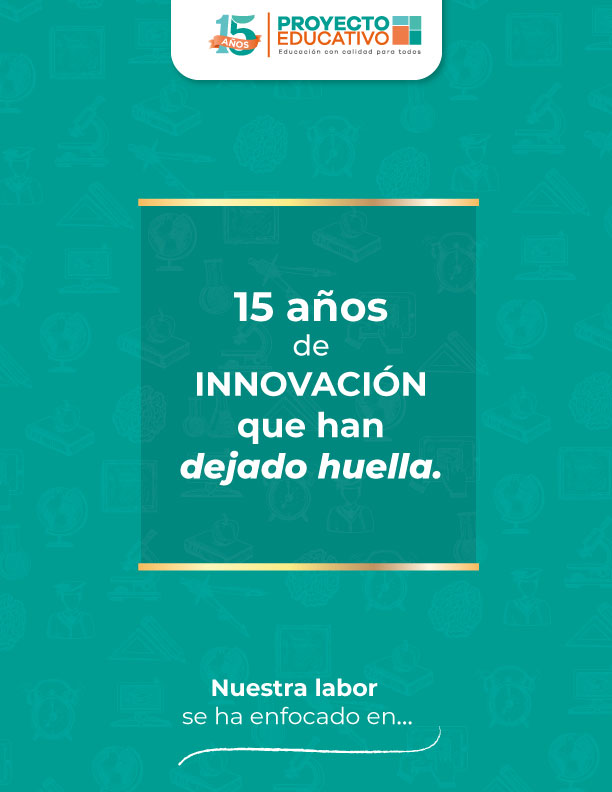 15
AÑOS
PROYECTO
EDUCATIVO
Educación con calidad para todos
15 años
de
INNOVACIÓN
que han
dejado huella.
Nuestra labor
se ha enfocado en...